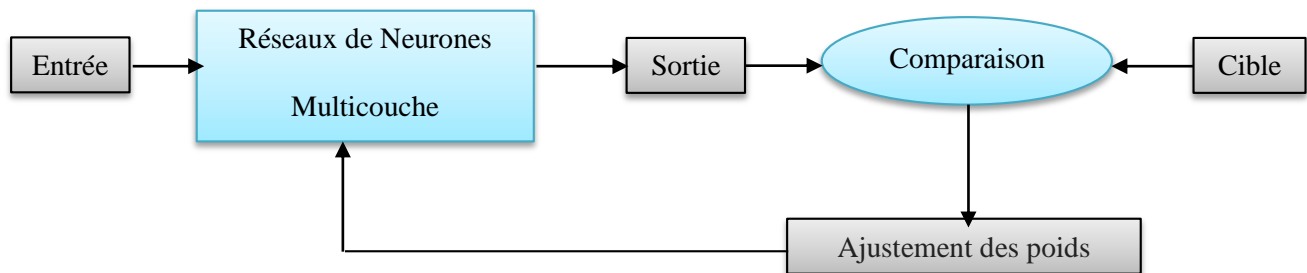 Entrée
Réseaux de Neurones
Multicouche
Sortie
Comparaison
Cible
Ajustement des poids